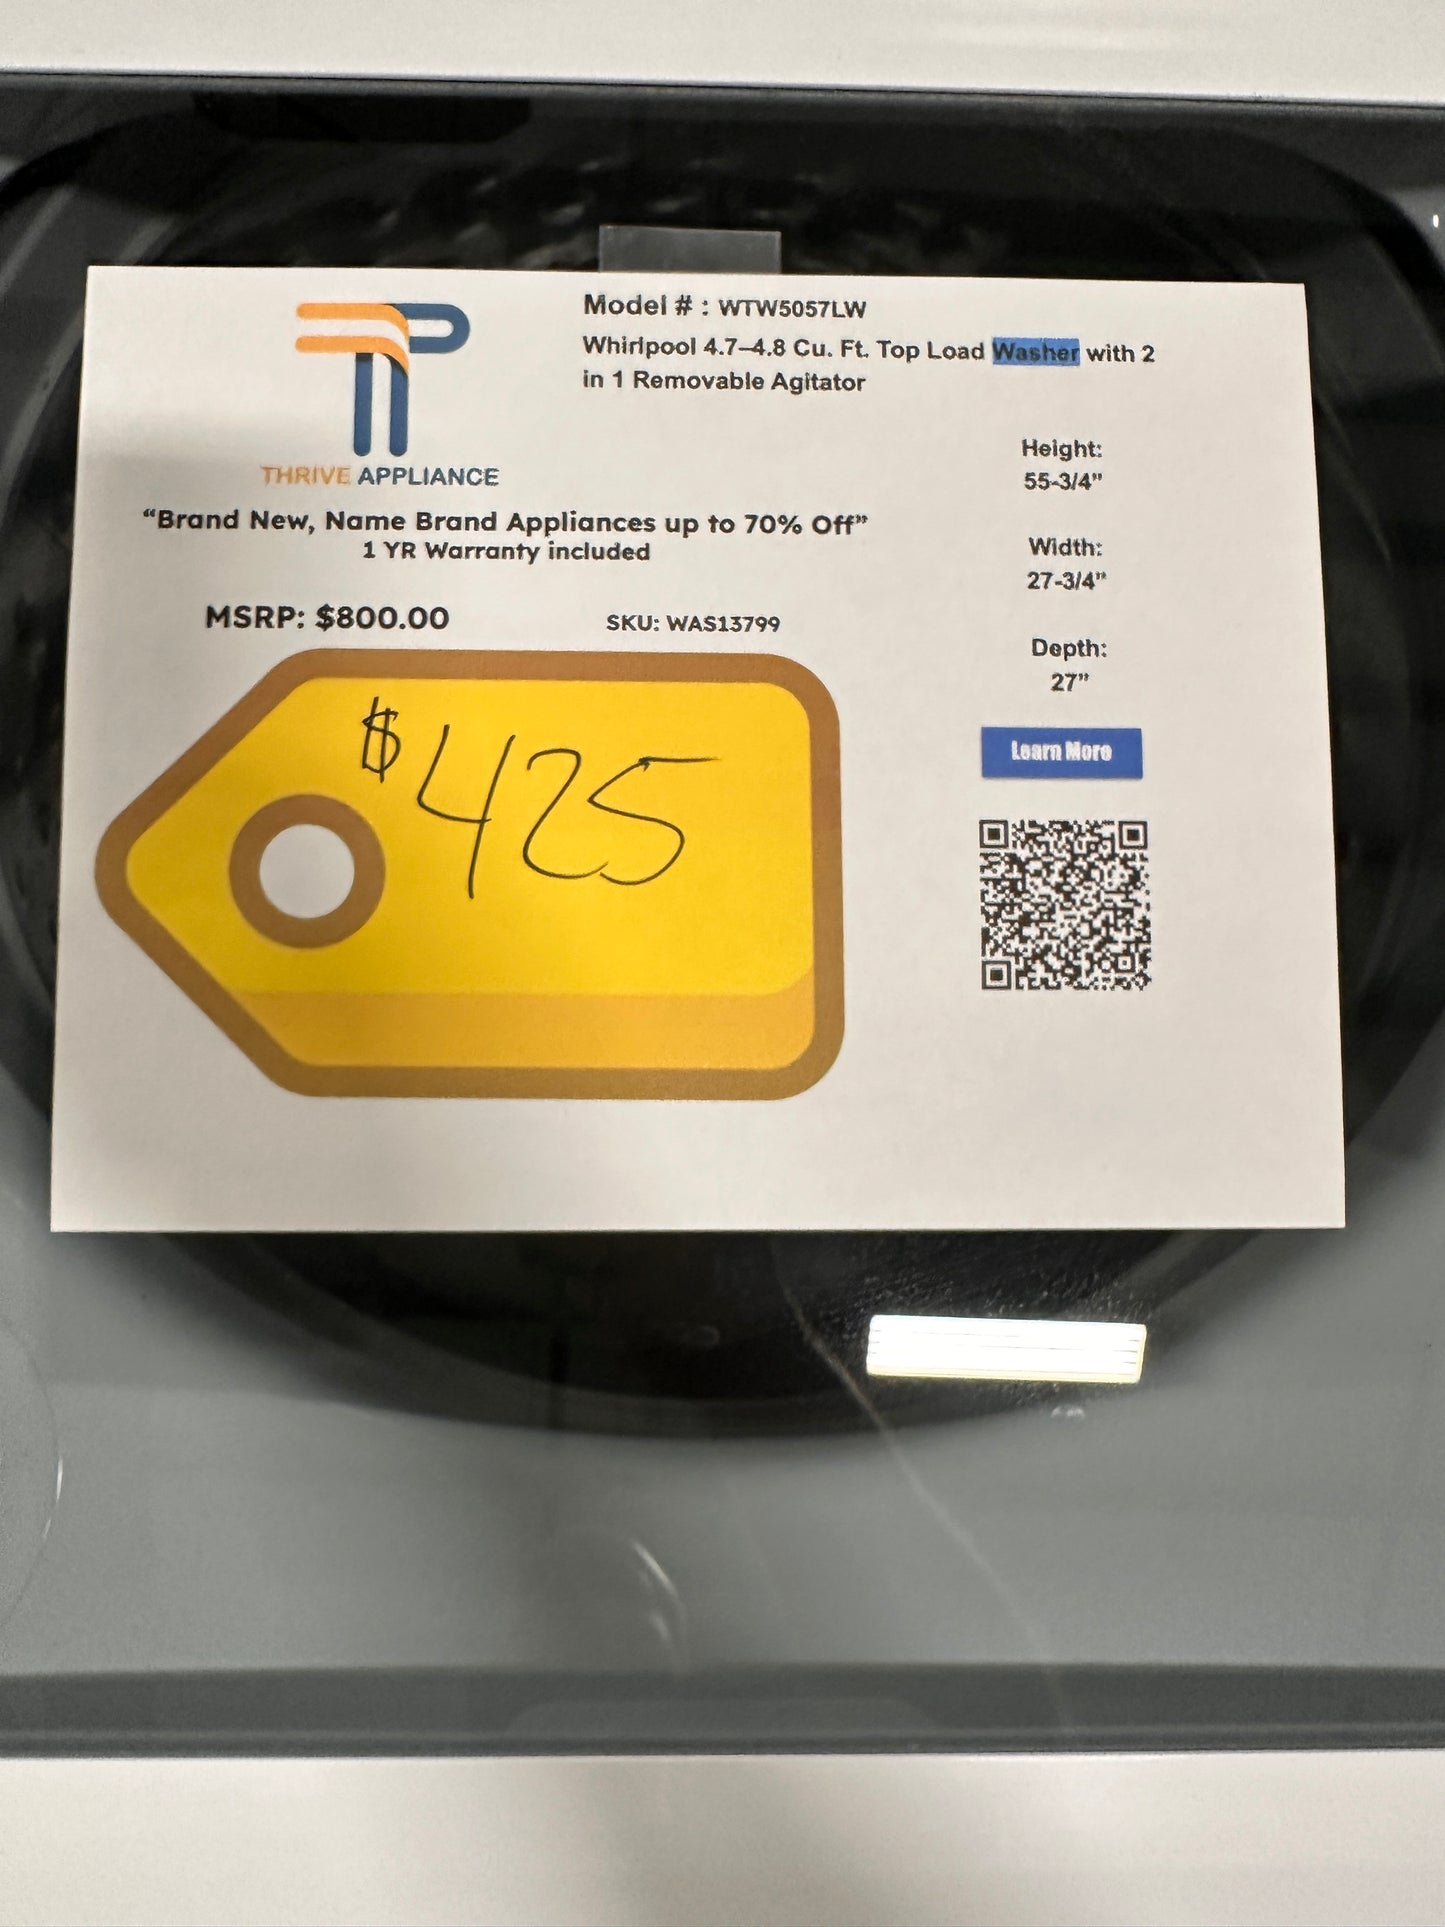 Model # : WTW5057LW
Whirlpool 4.7–4.8 Cu. Ft. Top Load Washer with 2
in 1 Removable Agitator
THRIVE APPLIANCE
“Brand New, Name Brand Appliances up to 70% Off”
1 YR Warranty included
MSRP: $800.00
SKU: WAS13799
$425
Height:
55-3/4”
Width:
27-3/4”
Depth:
27”
Learn More